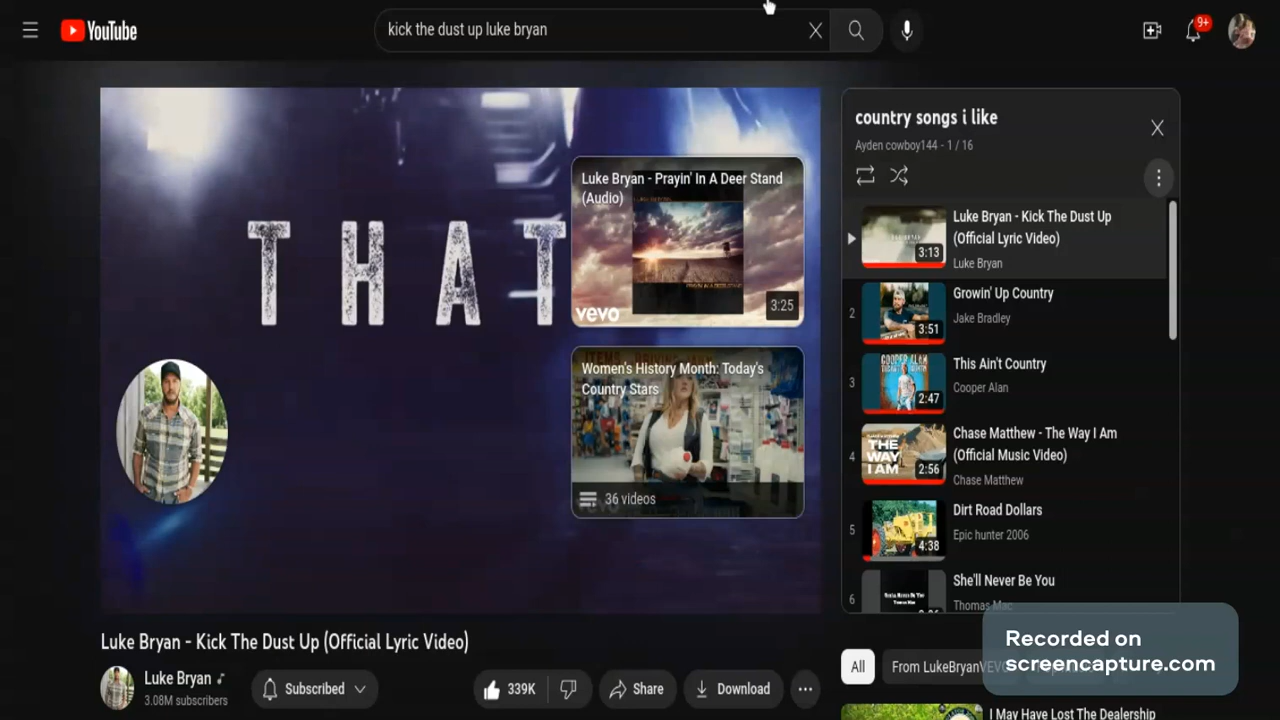 YouTube
kick the dust up luke bryan
9+
THAT
Luke Bryan - Prayin' In A Deer Stand
(Audio)
3:25
vevo
Women's History Month: Today's
Country Stars
36 videos
Luke Bryan - Kick The Dust Up (Official Lyric Video)
Luke Bryan
3.08M subscribers
Subscribed
339K
Share
Download
country songs i like
Ayden cowboy144 - 1 / 16
Luke Bryan - Kick The Dust Up
(Official Lyric Video)
Luke Bryan
3:13
2
Growin' Up Country
Jake Bradley
3:51
3
This Ain't Country
Cooper Alan
COOPER ALAN
2:47
4
Chase Matthew - The Way I Am
(Official Music Video)
Chase Matthew
THE
WAY
I AM
2:56
5
Dirt Road Dollars
Epic hunter 2006
4:38
6
She'll Never Be You
Thomas Mac
Recorded on
screencapture.com
All
From LukeBryanVEVO
I May Have Lost The Dealership